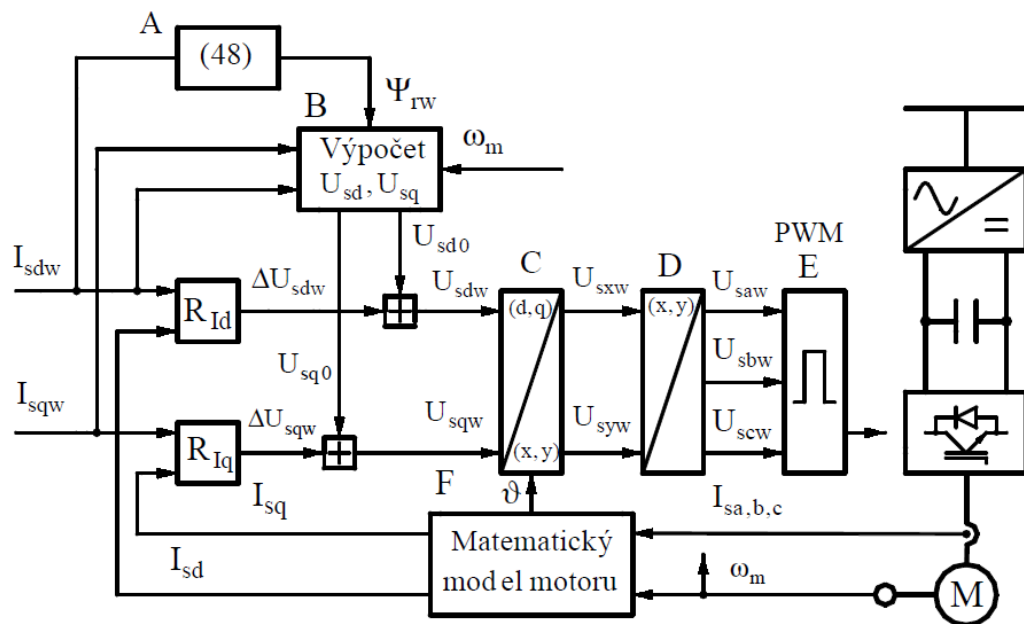 A
(48)
Ψrw
B
Výpočet
Usd, Usq
ωm
Usd0
Isdw
RId
ΔUsdw
Usdw
C
(d,q)
(x,y)
Usxw
D
(x,y)
Usaw
PWM
E
Usq0
Usbw
Isqw
RIq
ΔUsqw
Usqw
Usyw
Uscw
Isq
F
ϑ
Isa,b,c
Isd
Matematický
model motoru
ωm
M